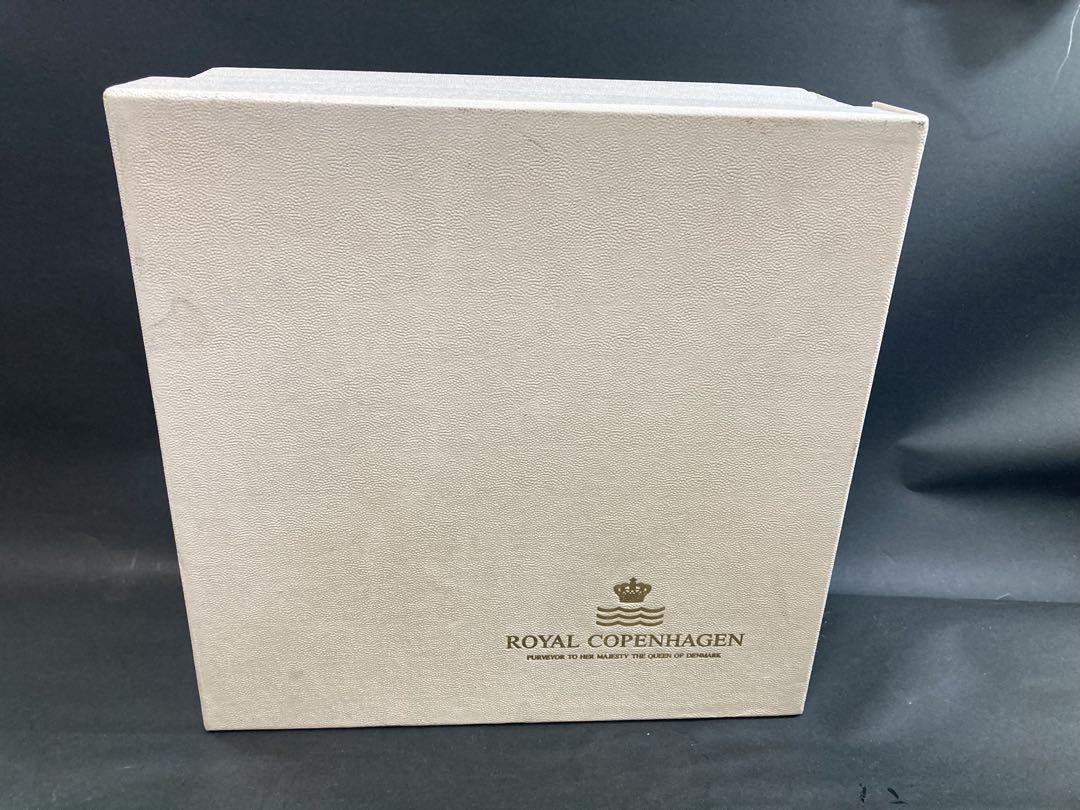 ROYAL COPENHAGEN
PURVEYOR TO HER MAJESTY THE QUEEN OF DENMARK